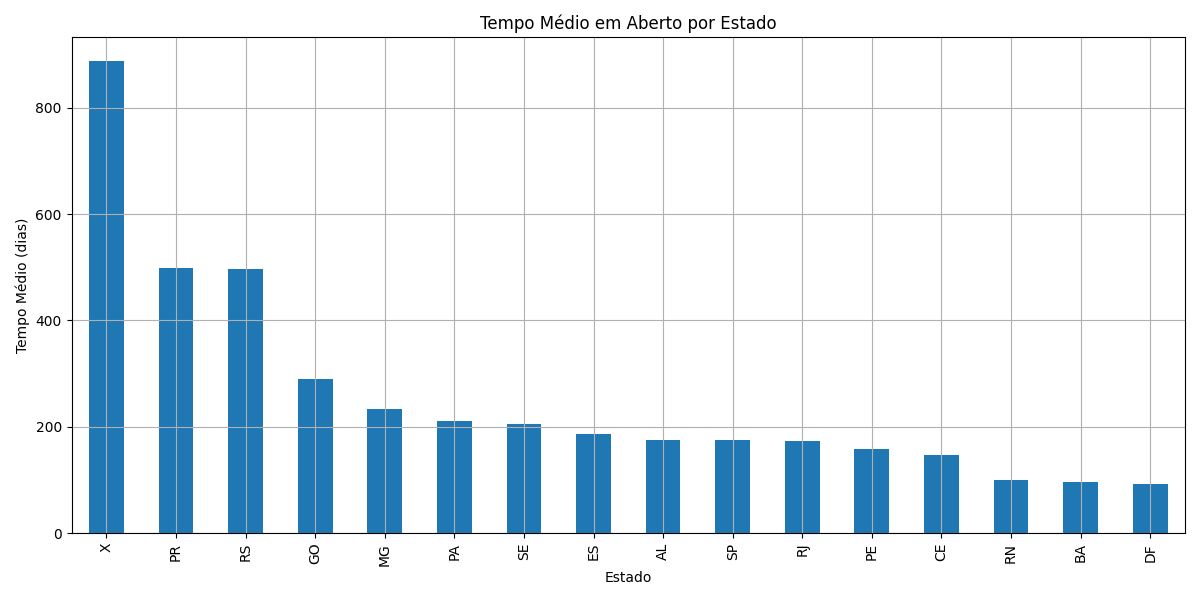 Tempo Médio em Aberto por Estado
Tempo Médio (dias)
800
600
400
200
0
X PR RS GO MG PA SE ES AL SP RJ PE CE RN BA DF
Estado